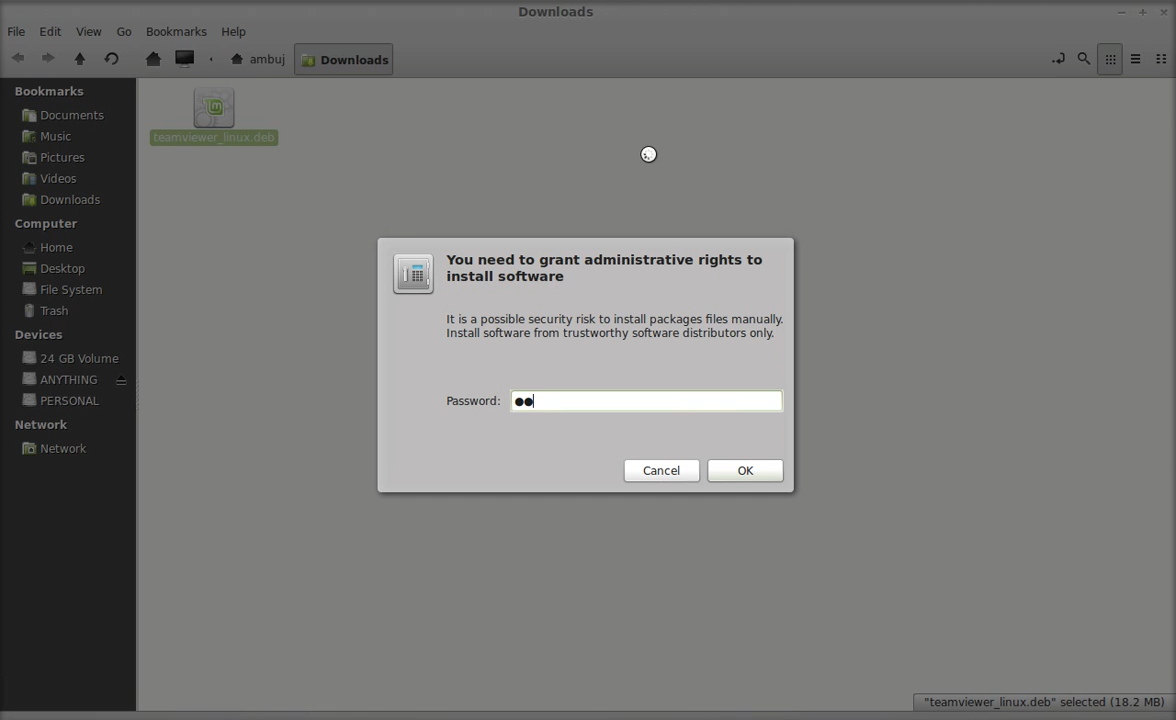 Downloads
File Edit View Go Bookmarks Help
ambuj Downloads
Bookmarks
Documents
Music
Pictures
Videos
Downloads
Computer
Home
Desktop
File System
Trash
Devices
24 GB Volume
ANYTHING
PERSONAL
Network
Network
teamviewer_linux.deb
You need to grant administrative rights to
install software
It is a possible security risk to install packages files manually.
Install software from trustworthy software distributors only.
Password: ●●
Cancel OK
"teamviewer_linux.deb" selected (18.2 MB)